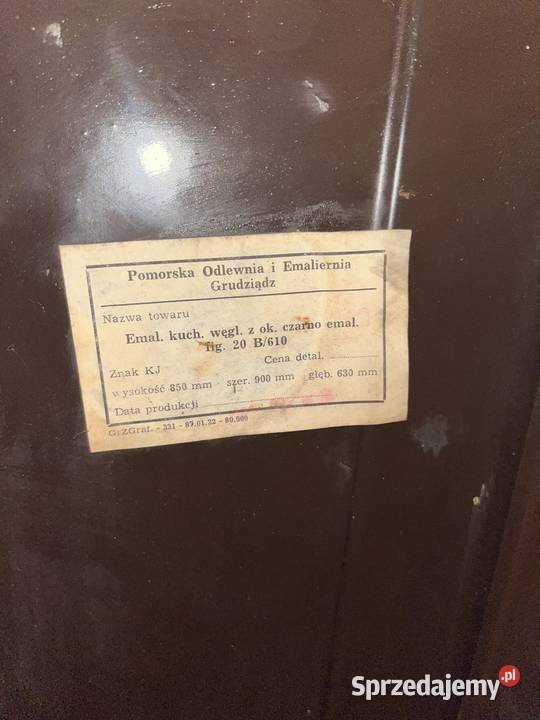 Pomorska Odlewnia i Emaliernia
Grudziądz
Nazwa towaru
Emal. kuch. węgl. z ok. czarno emal.
fig. 20 B/610
Znak KJ
Cena detal.
wysokość 850 mm szer. 900 mm głęb. 630 mm
Data produkcji
GrZGraf. - 331 - 87.01.22 - 80.000
Sprzedajemy.pl